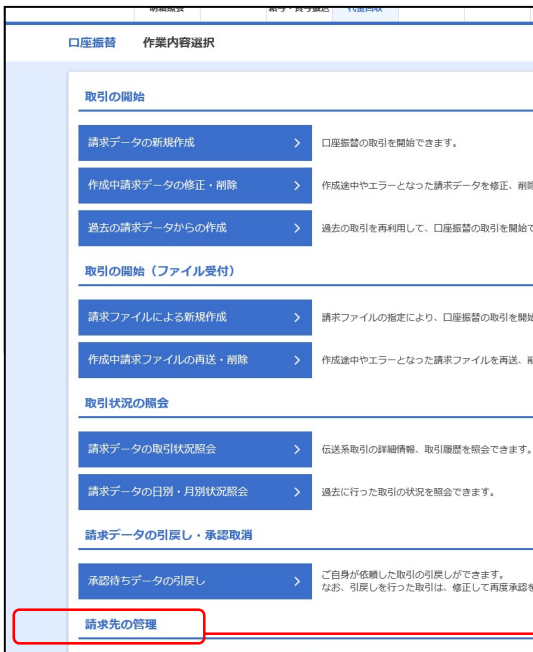 明細照会 給与・賞与振込 代金回収
口座振替 作業内容選択
取引の開始
請求データの新規作成
口座振替の取引を開始できます。
作成中請求データの修正・削除
作成途中やエラーとなった請求データを修正、削除
過去の請求データからの作成
過去の取引を再利用して、口座振替の取引を開始で
取引の開始（ファイル受付）
請求ファイルによる新規作成
請求ファイルの指定により、口座振替の取引を開始
作成中請求ファイルの再送・削除
作成途中やエラーとなった請求ファイルを再送、削
取引状況の照会
請求データの取引状況照会
伝送系取引の詳細情報、取引履歴を照会できます。
請求データの日別・月別状況照会
過去に行った取引の状況を照会できます。
請求データの引戻し・承認取消
承認待ちデータの引戻し
ご自身が依頼した取引の引戻しができます。
なお、引戻しを行った取引は、修正して再度承認を
請求先の管理